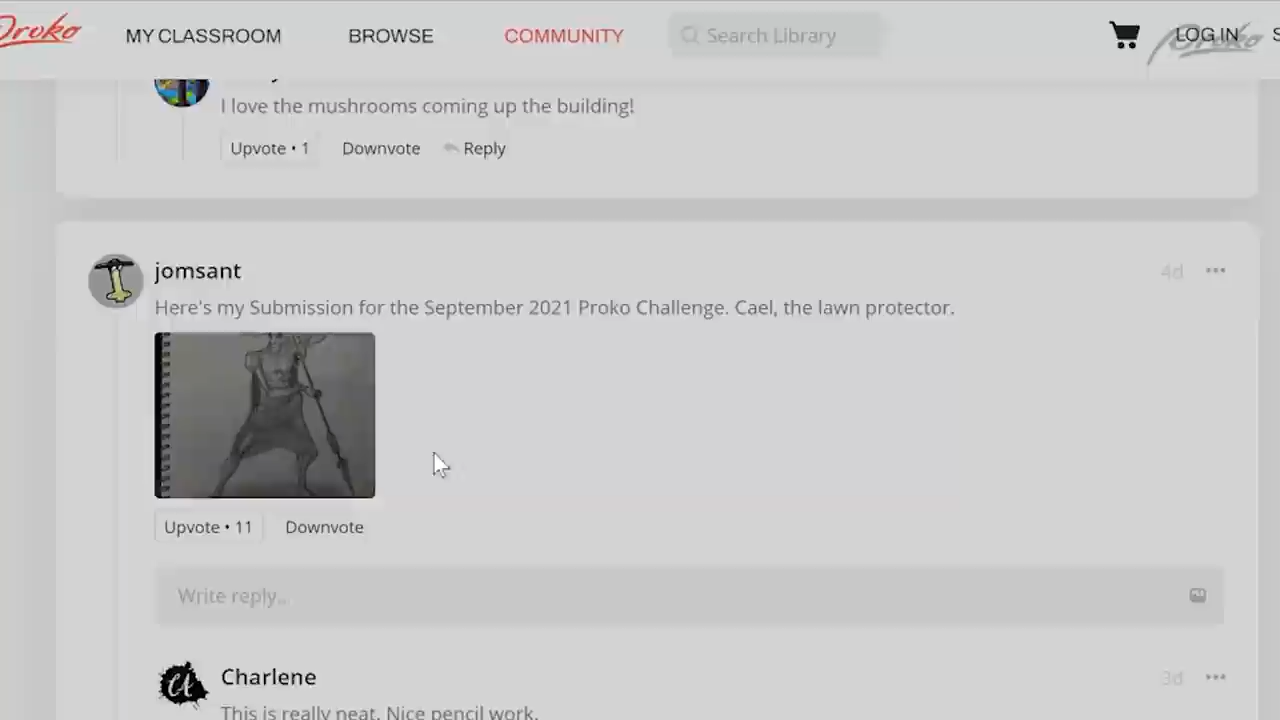 Proko
MY CLASSROOM BROWSE COMMUNITY Search Library LOG IN
Proko
I love the mushrooms coming up the building!
Upvote • 1 Downvote Reply
jomsant 4d
Here's my Submission for the September 2021 Proko Challenge. Cael, the lawn protector.
Upvote • 11 Downvote
Write reply...
Charlene 3d
This is really neat. Nice pencil work.